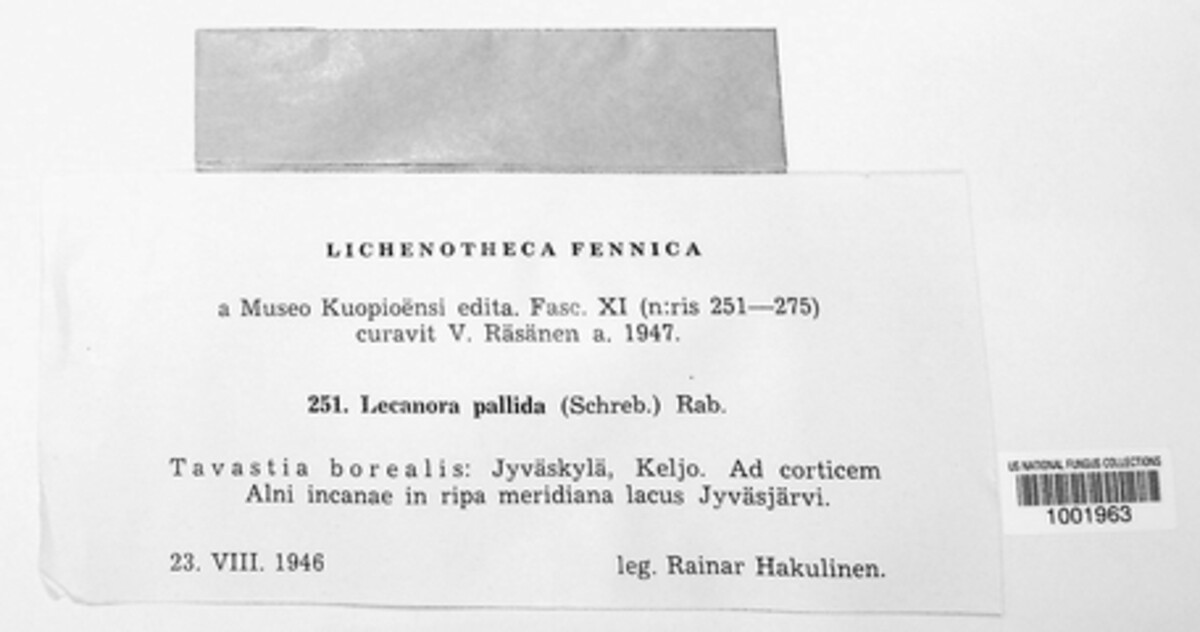 LICHENOTHECA FENNICA
a Museo Kuopioënsi edita. Fasc. XI (n:ris 251—275)
curavit V. Räsänen a. 1947.
251. Lecanora pallida (Schreb.) Rab.
Tavastia borealis: Jyväskylä, Keljo. Ad corticem
Alni incanae in ripa meridiana lacus Jyväsjärvi.
23. VIII. 1946 leg. Rainar Hakulinen.
US NATIONAL FUNGUS COLLECTIONS
1001963